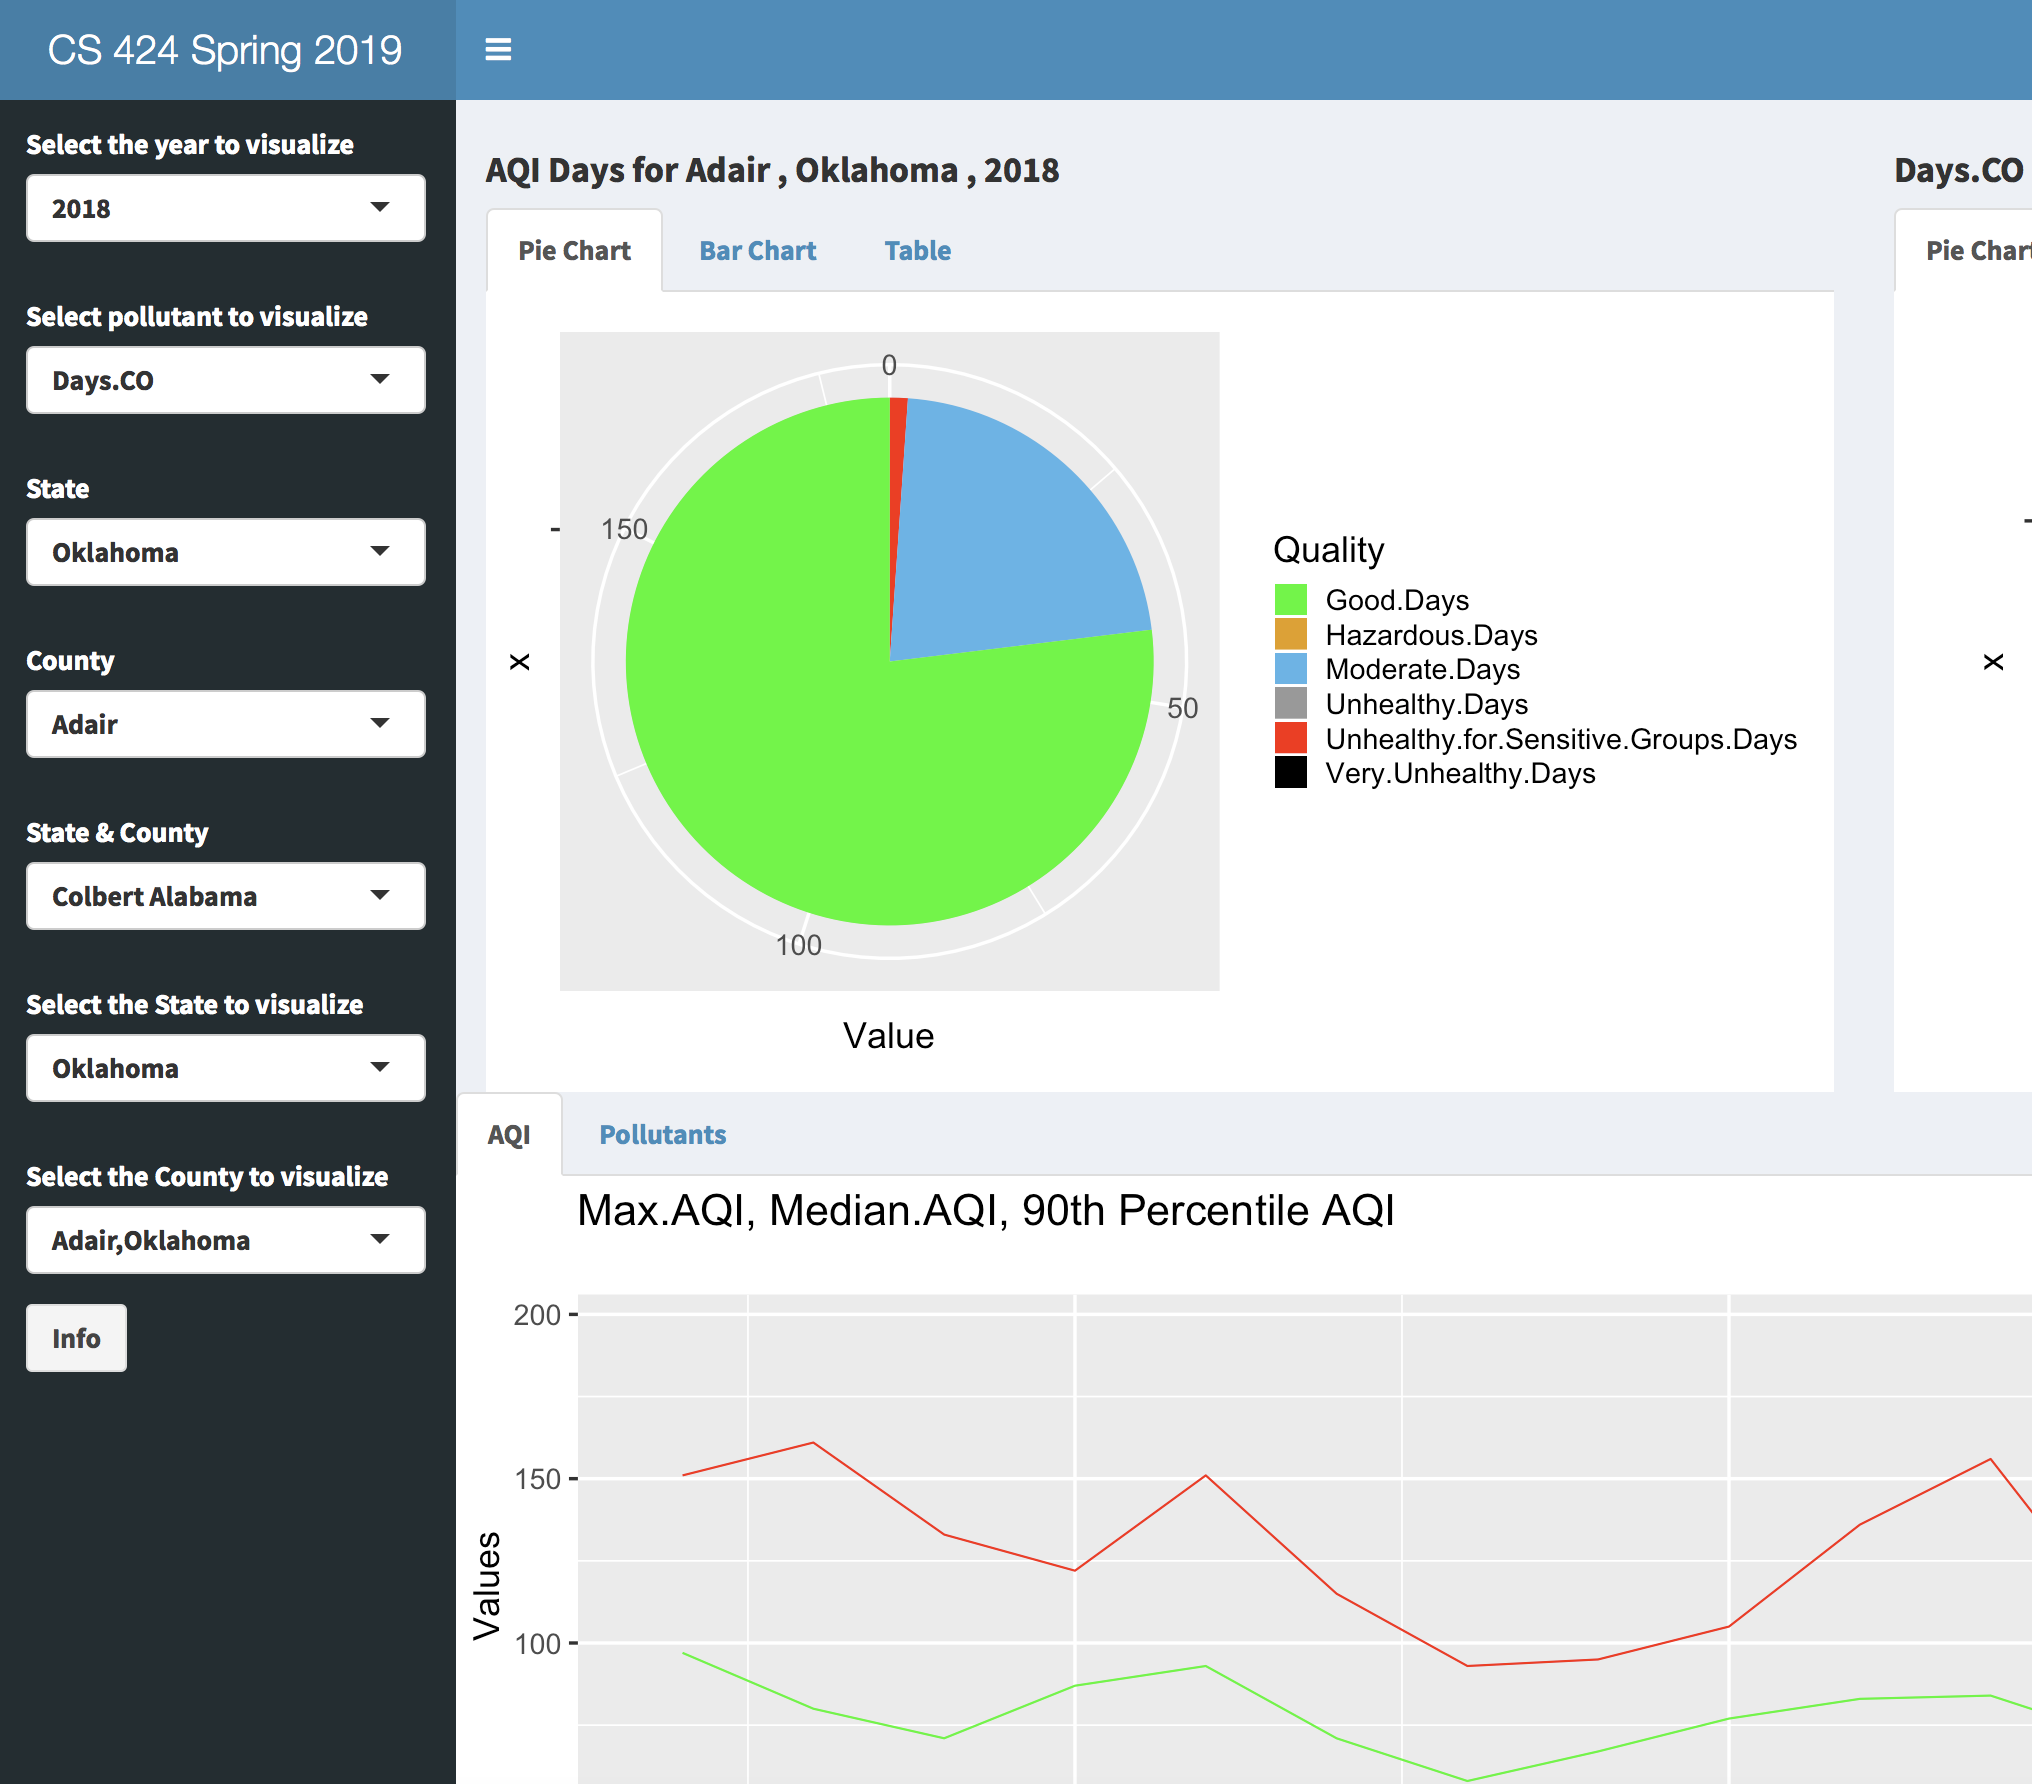 CS 424 Spring 2019
Select the year to visualize
2018
Select pollutant to visualize
Days.CO
State
Oklahoma
County
Adair
State & County
Colbert Alabama
Select the State to visualize
Oklahoma
Select the County to visualize
Adair,Oklahoma
Info
AQI Days for Adair , Oklahoma , 2018
Pie Chart
Bar Chart
Table
0
50
100
150
x
Value
Quality
Good.Days
Hazardous.Days
Moderate.Days
Unhealthy.Days
Unhealthy.for.Sensitive.Groups.Days
Very.Unhealthy.Days
Days.CO
Pie Chart
x
AQI
Pollutants
Max.AQI, Median.AQI, 90th Percentile AQI
200
150
100
Values